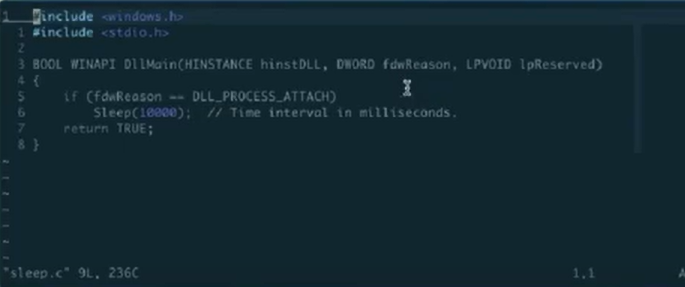 1 #include <windows.h>
1 #include <stdio.h>
2
3 BOOL WINAPI DllMain(HINSTANCE hinstDLL, DWORD fdwReason, LPVOID lpReserved)
4 {
5     if (fdwReason == DLL_PROCESS_ATTACH)
6         Sleep(10000);  // Time interval in milliseconds.
7     return TRUE;
8 }
~
~
~
~
~
~
~
"sleep.c" 9L, 236C 1,1 A